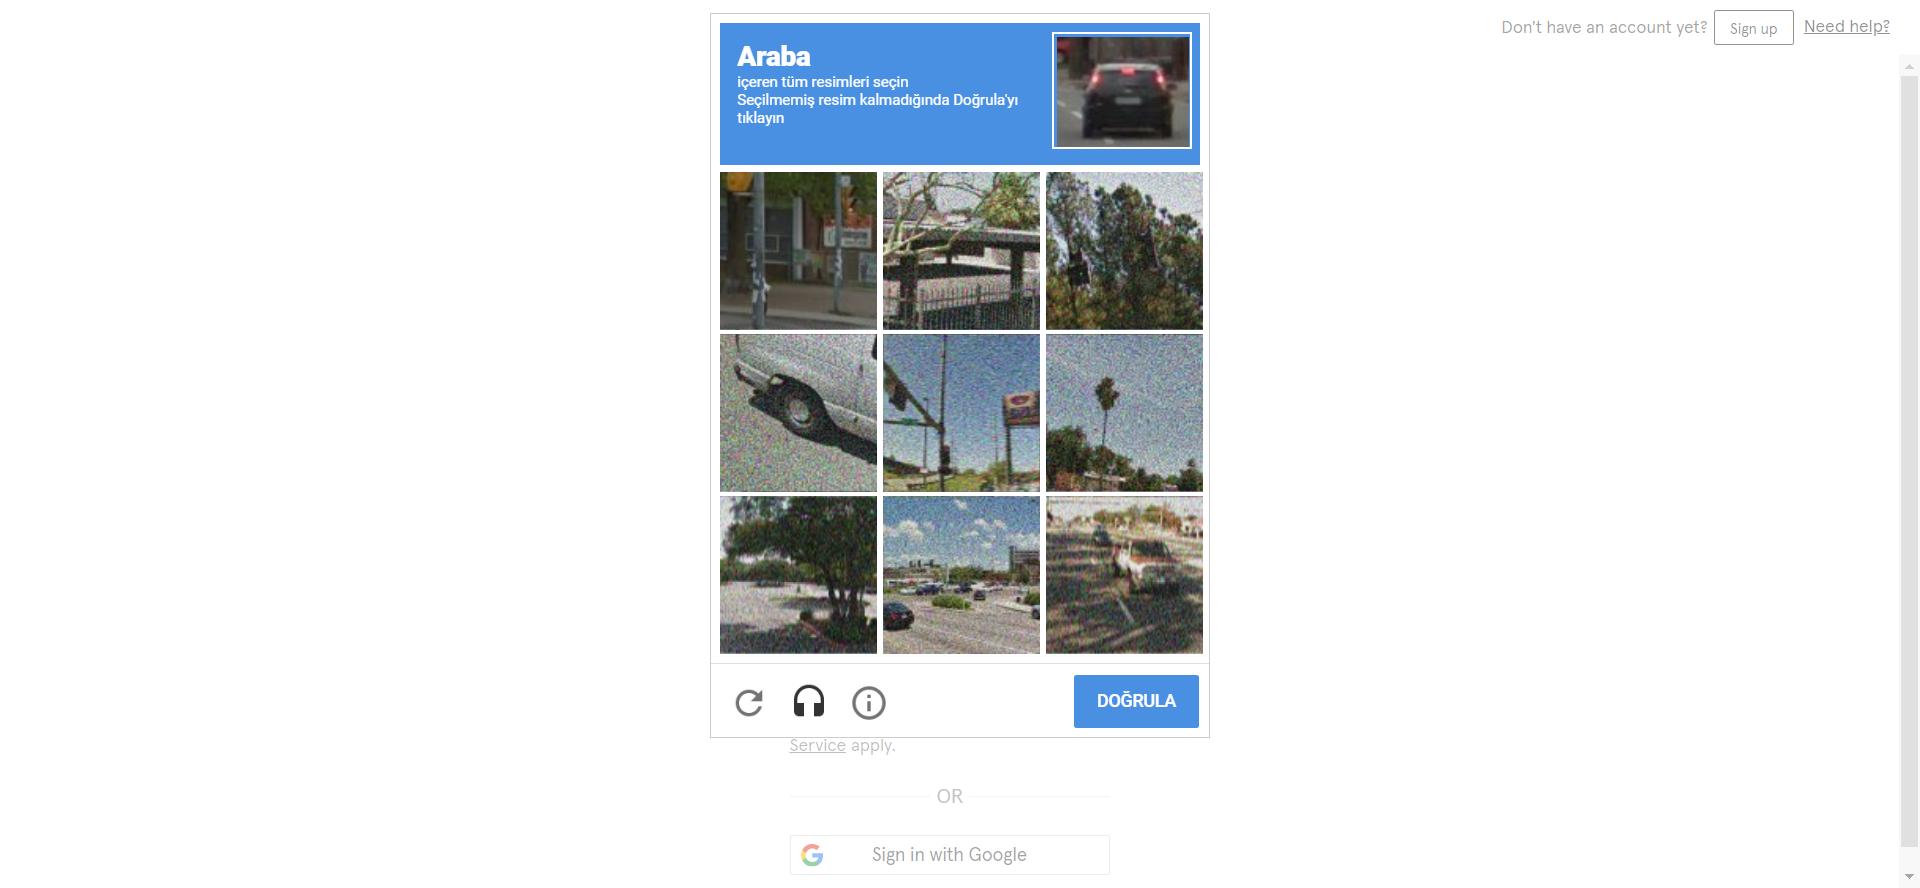 Don't have an account yet? Sign up Need help?
Araba
içeren tüm resimleri seçin
Seçilmemiş resim kalmadığında Doğrula'yı
tıklayın
DOĞRULA
Service apply.
OR
Sign in with Google